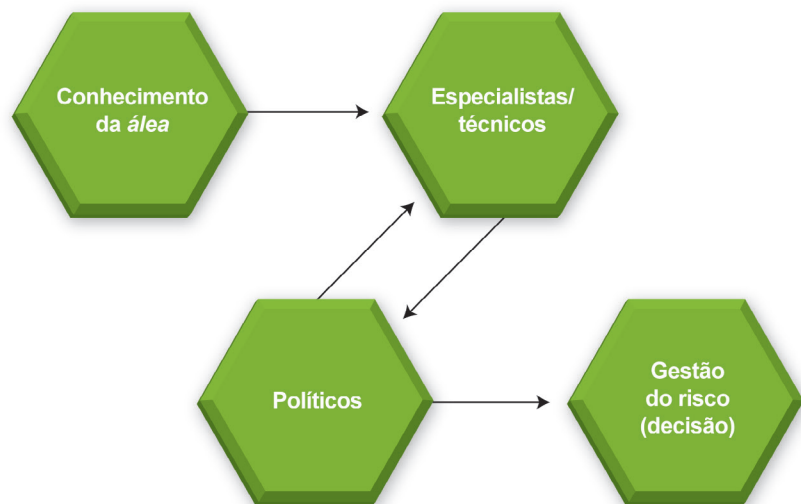 Conhecimento
da álea
Especialistas/
técnicos
Políticos
Gestão
do risco
(decisão)